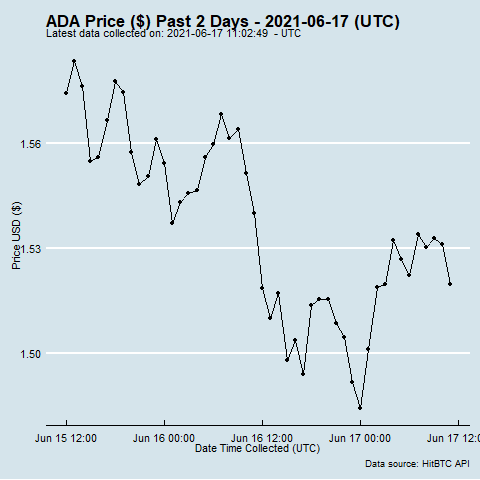 ADA Price ($) Past 2 Days - 2021-06-17 (UTC)
Latest data collected on: 2021-06-17 11:02:49  - UTC
1.56
1.53
1.50
Price USD ($)
Jun 15 12:00
Jun 16 00:00
Jun 16 12:00
Jun 17 00:00
Jun 17 12
Date Time Collected (UTC)
Data source: HitBTC API